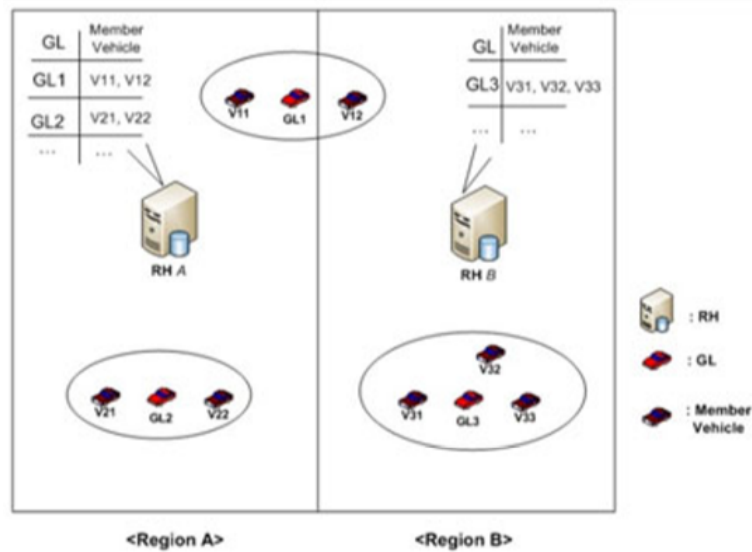 GL Member Vehicle
GL1 V11, V12
GL2 V21, V22
... ...
GL Member Vehicle
GL3 V31, V32, V33
... ...
V11 GL1 V12
RH A
RH B
V21 GL2 V22
V32
V31 GL3 V33
: RH
: GL
: Member
Vehicle
<Region A> <Region B>